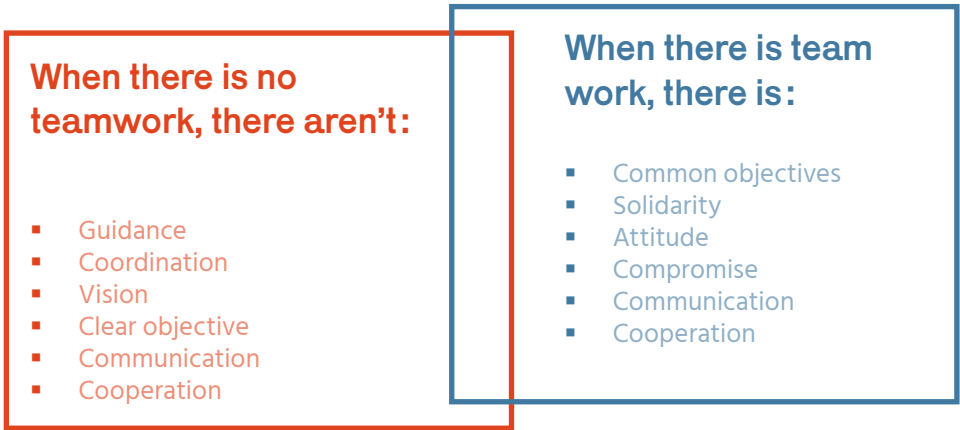 When there is no
teamwork, there aren't:
▪ Guidance
▪ Coordination
▪ Vision
▪ Clear objective
▪ Communication
▪ Cooperation
When there is team
work, there is:
▪ Common objectives
▪ Solidarity
▪ Attitude
▪ Compromise
▪ Communication
▪ Cooperation